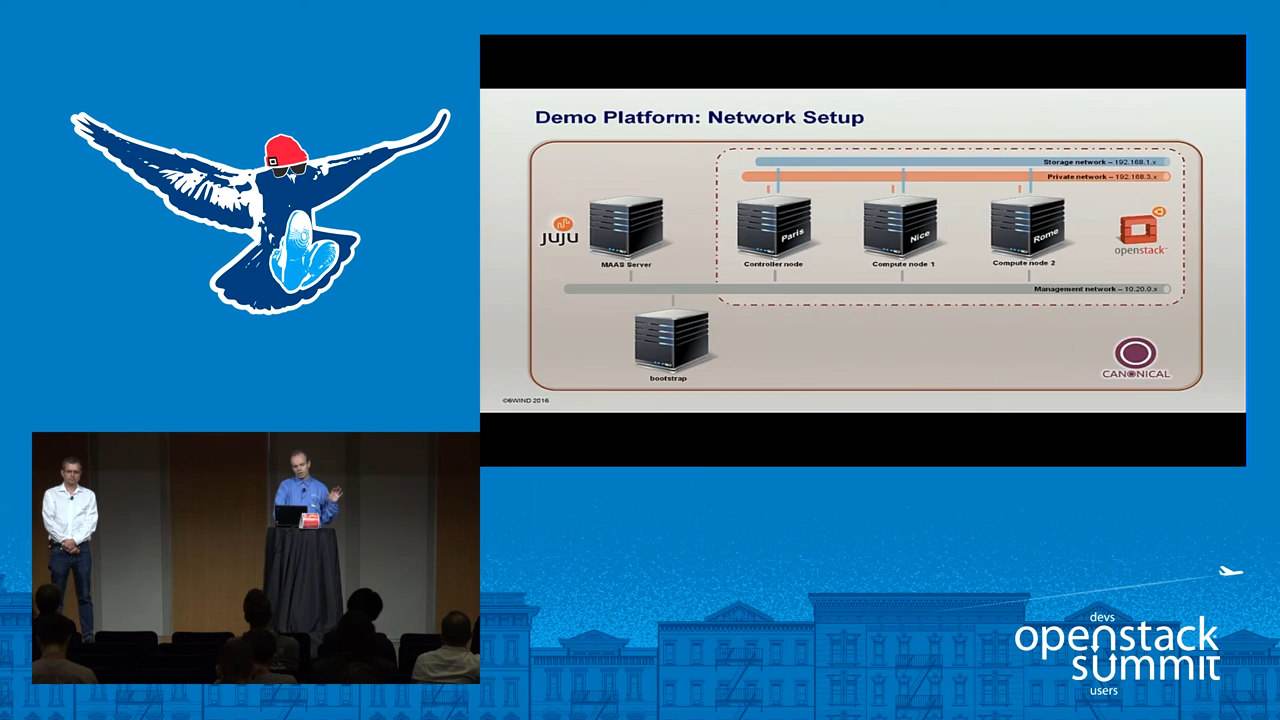 Demo Platform: Network Setup
Storage network – 192.168.1.x
Private network – 192.168.3.x
juju
Paris
Nice
Rome
openstack
MAAS Server
Controller node
Compute node 1
Compute node 2
Management network – 10.20.0.x
bootstrap
CANONICAL
©6WIND 2016
devs
openstack
summit
users